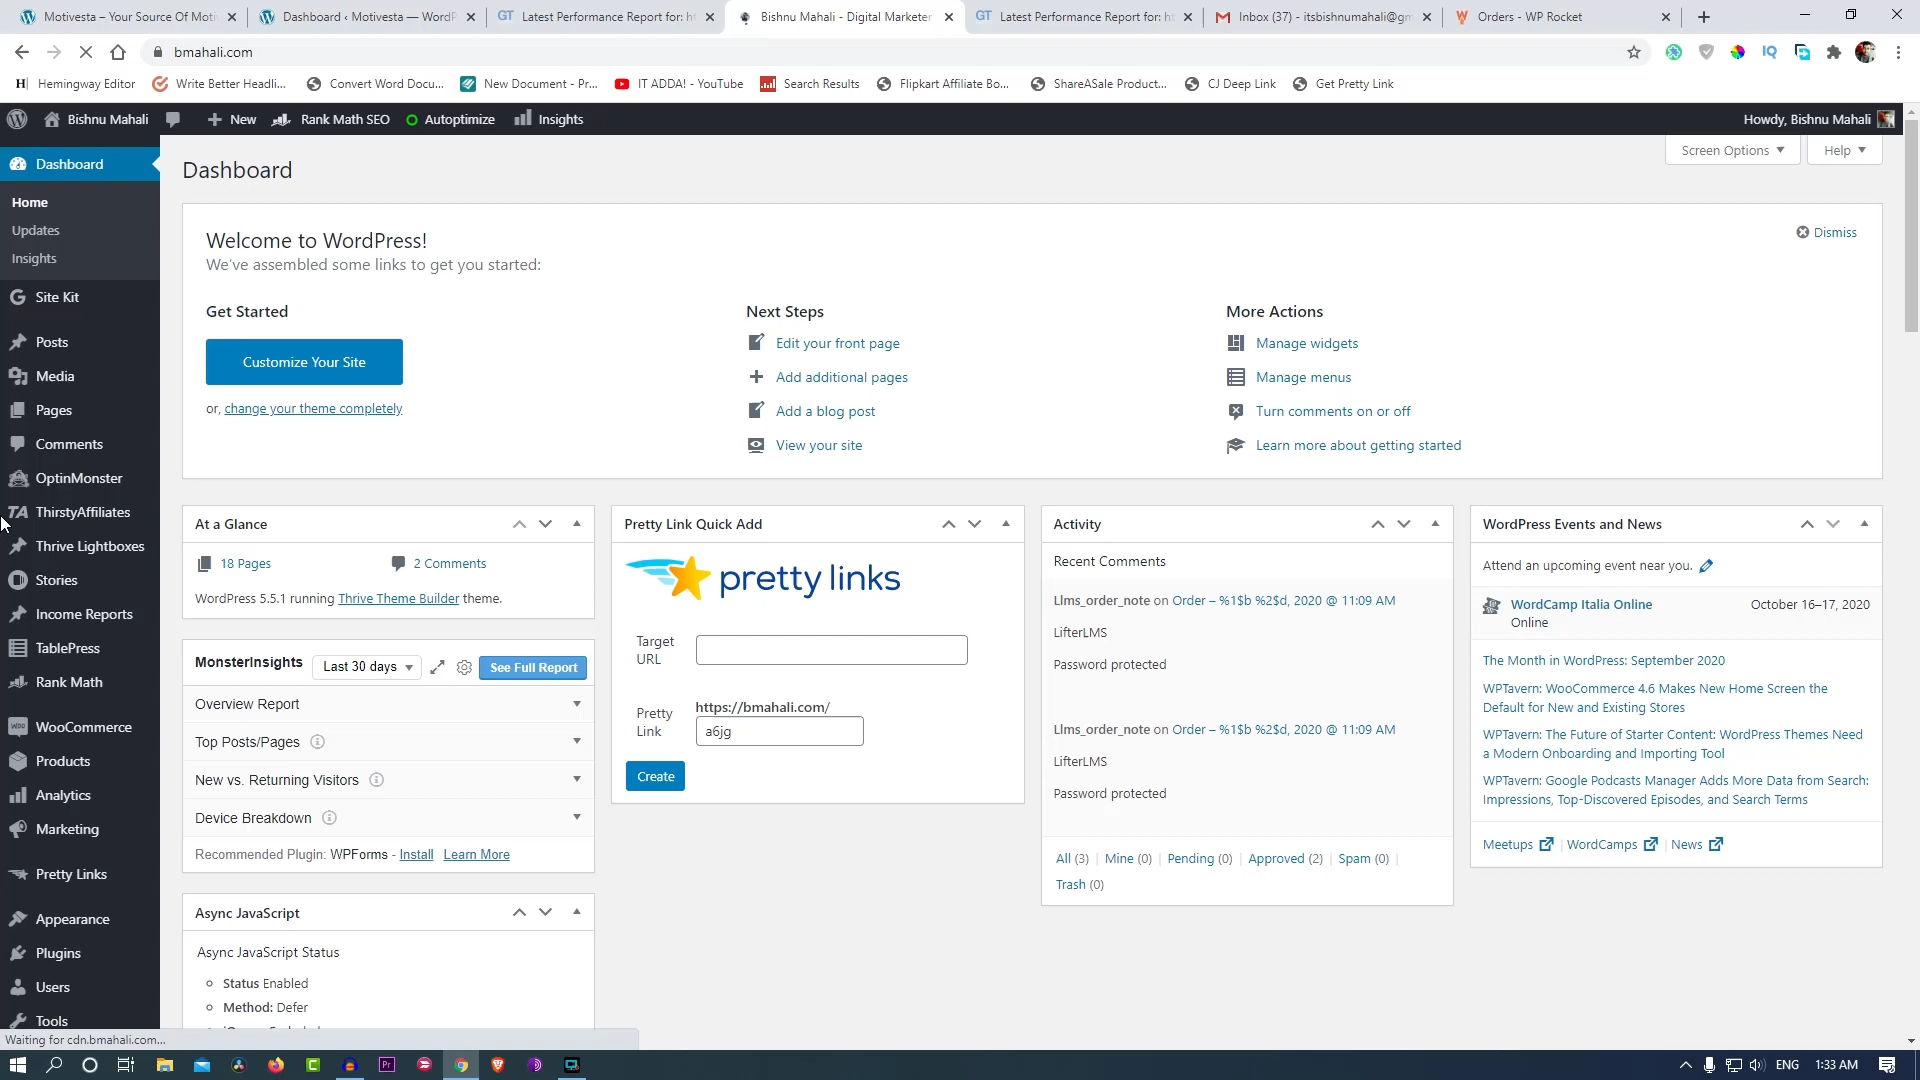 Motivesta – Your Source Of Moti
Dashboard ‹ Motivesta — WordP
GT Latest Performance Report for: ht
Bishnu Mahali - Digital Marketer
GT Latest Performance Report for: ht
Inbox (37) - itsbishnumahali@gm
Orders - WP Rocket
bmahali.com
IQ
H Hemingway Editor
Write Better Headli...
Convert Word Docu...
New Document - Pr...
IT ADDA! - YouTube
Search Results
Flipkart Affiliate Bo...
ShareASale Product...
CJ Deep Link
Get Pretty Link
Bishnu Mahali
New
Rank Math SEO
Autoptimize
Insights
Howdy, Bishnu Mahali
Dashboard
Home
Updates
Insights
Site Kit
Posts
Media
Pages
Comments
OptinMonster
TA ThirstyAffiliates
Thrive Lightboxes
Stories
Income Reports
TablePress
Rank Math
WooCommerce
Products
Analytics
Marketing
Pretty Links
Appearance
Plugins
Users
Tools
Screen Options
Help
Dashboard
Welcome to WordPress!
We've assembled some links to get you started:
Dismiss
Get Started
Customize Your Site
or, change your theme completely
Next Steps
Edit your front page
Add additional pages
Add a blog post
View your site
More Actions
Manage widgets
Manage menus
Turn comments on or off
Learn more about getting started
At a Glance
18 Pages
2 Comments
WordPress 5.5.1 running Thrive Theme Builder theme.
MonsterInsights
Last 30 days
See Full Report
Overview Report
Top Posts/Pages
New vs. Returning Visitors
Device Breakdown
Recommended Plugin: WPForms - Install Learn More
Async JavaScript
Async JavaScript Status
Status Enabled
Method: Defer
Pretty Link Quick Add
pretty links
Target
URL
Pretty
Link
https://bmahali.com/
a6jg
Create
Activity
Recent Comments
Llms_order_note on Order – %1$b %2$d, 2020 @ 11:09 AM
LifterLMS
Password protected
Llms_order_note on Order – %1$b %2$d, 2020 @ 11:09 AM
LifterLMS
Password protected
All (3) | Mine (0) | Pending (0) | Approved (2) | Spam (0) |
Trash (0)
WordPress Events and News
Attend an upcoming event near you.
WordCamp Italia Online
October 16–17, 2020
Online
The Month in WordPress: September 2020
WPTavern: WooCommerce 4.6 Makes New Home Screen the
Default for New and Existing Stores
WPTavern: The Future of Starter Content: WordPress Themes Need
a Modern Onboarding and Importing Tool
WPTavern: Google Podcasts Manager Adds More Data from Search:
Impressions, Top-Discovered Episodes, and Search Terms
Meetups | WordCamps | News
Waiting for cdn.bmahali.com...
Pr
ENG
1:33 AM